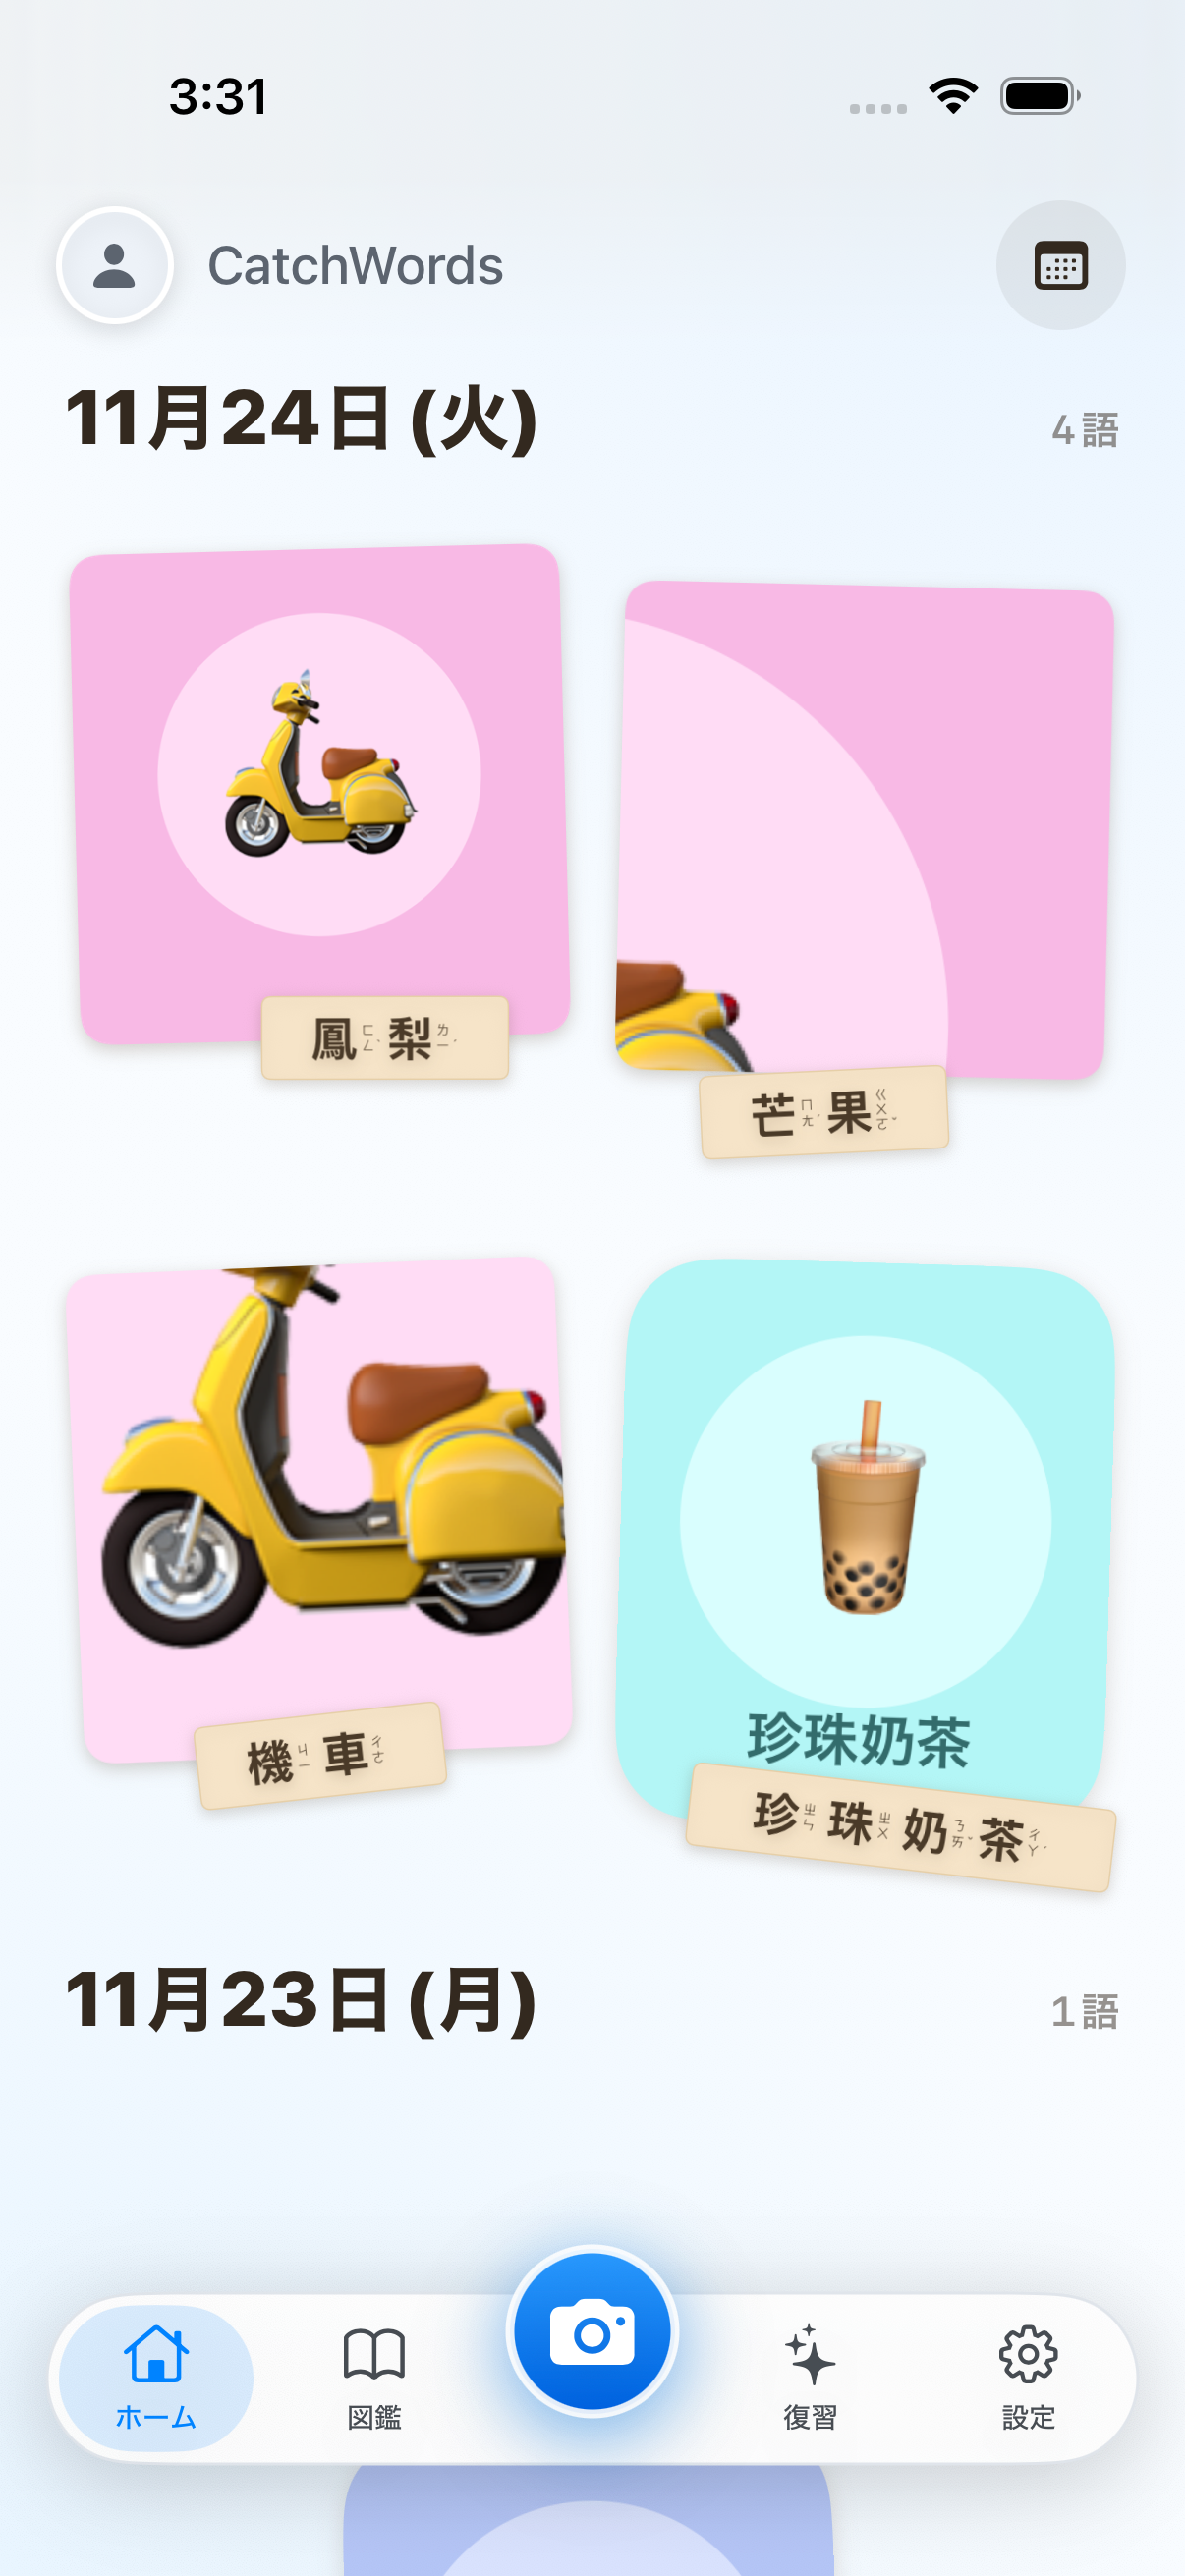 3:31
CatchWords
11月24日 (火)
4 語
鳳ㄈㄥˋ梨ㄌㄧˊ
芒ㄇㄤˊ果ㄍㄨㄛˇ
機ㄐㄧ車ㄔㄜ
珍珠奶茶
珍ㄓㄣ珠ㄓㄨ奶ㄋㄞˇ茶ㄔㄚˊ
11月23日 (月)
1 語
ホーム
図鑑
復習
設定